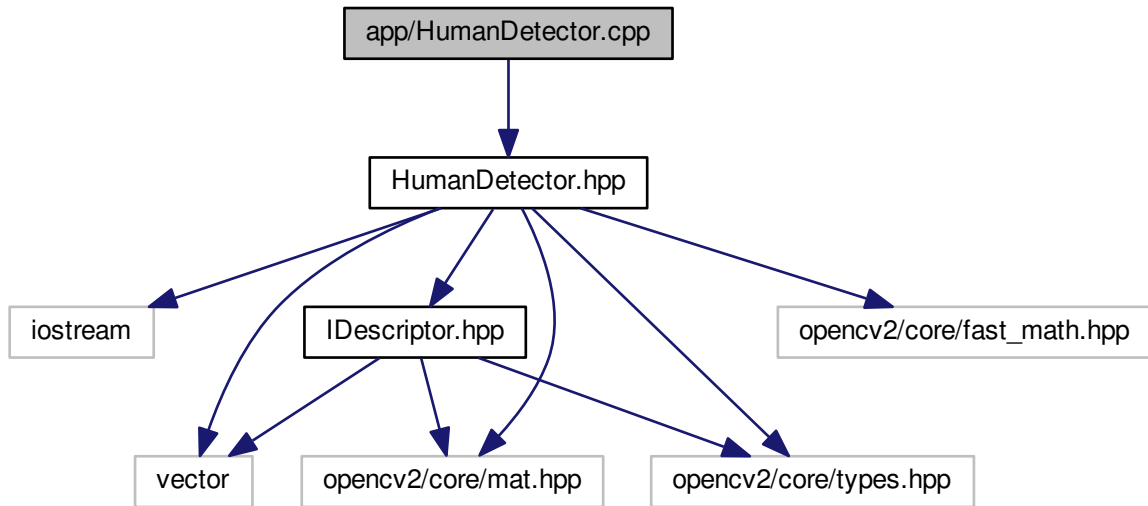 app/HumanDetector.cpp
HumanDetector.hpp
iostream
IDescriptor.hpp
opencv2/core/fast_math.hpp
vector
opencv2/core/mat.hpp
opencv2/core/types.hpp